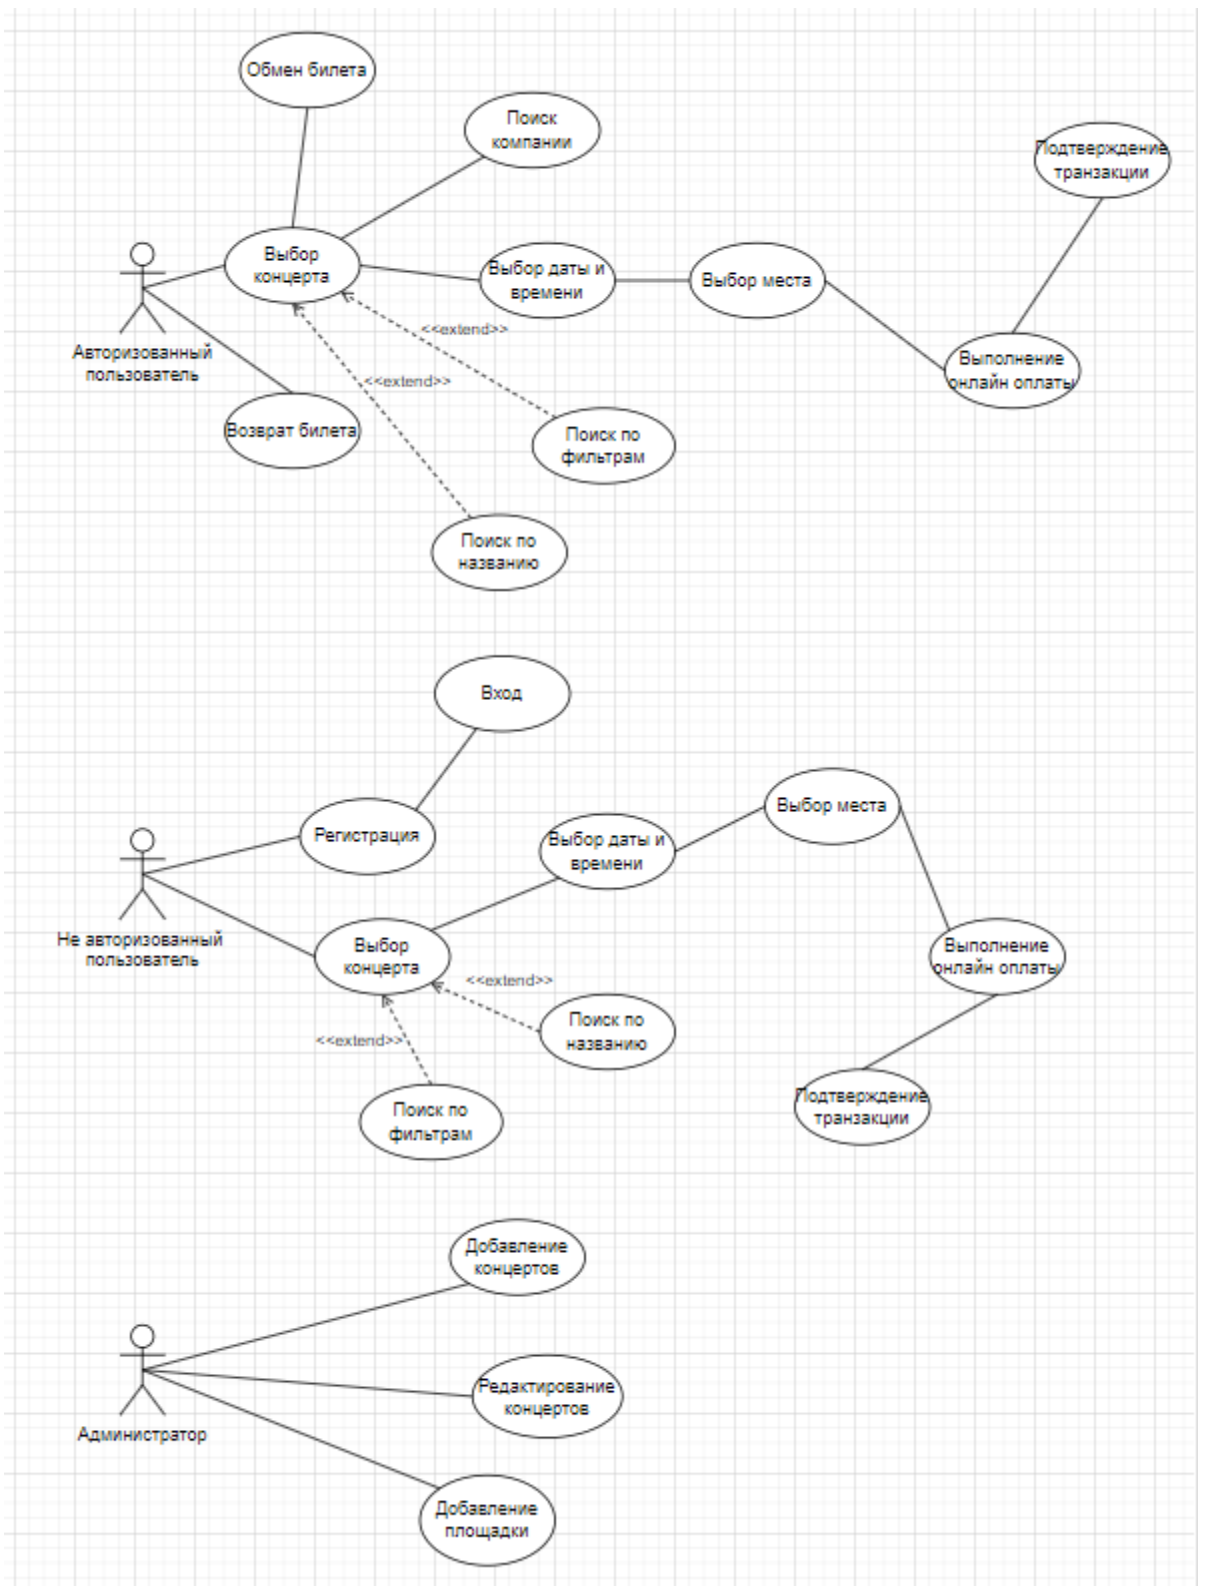 Обмен билета
Поиск
компании
Подтверждение
транзакции
Выбор
концерта
Выбор даты и
времени
Выбор места
<<extend>>
Авторизованный
пользователь
Выполнение
онлайн оплаты
<<extend>>
Возврат билета
Поиск по
фильтрам
Поиск по
названию
Вход
Выбор места
Регистрация
Выбор даты и
времени
Не авторизованный
пользователь
Выбор
концерта
Выполнение
онлайн оплаты
<<extend>>
Поиск по
названию
<<extend>>
Поиск по
фильтрам
Подтверждение
транзакции
Добавление
концертов
Редактирование
концертов
Администратор
Добавление
площадки